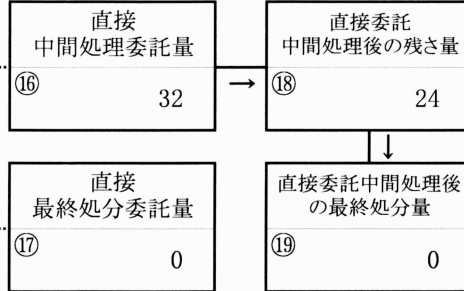 直接
中間処理委託量
⑯
32
→
直接委託
中間処理後の残さ量
⑱
24
↓
直接
最終処分委託量
⑰
0
直接委託中間処理後
の最終処分量
⑲
0